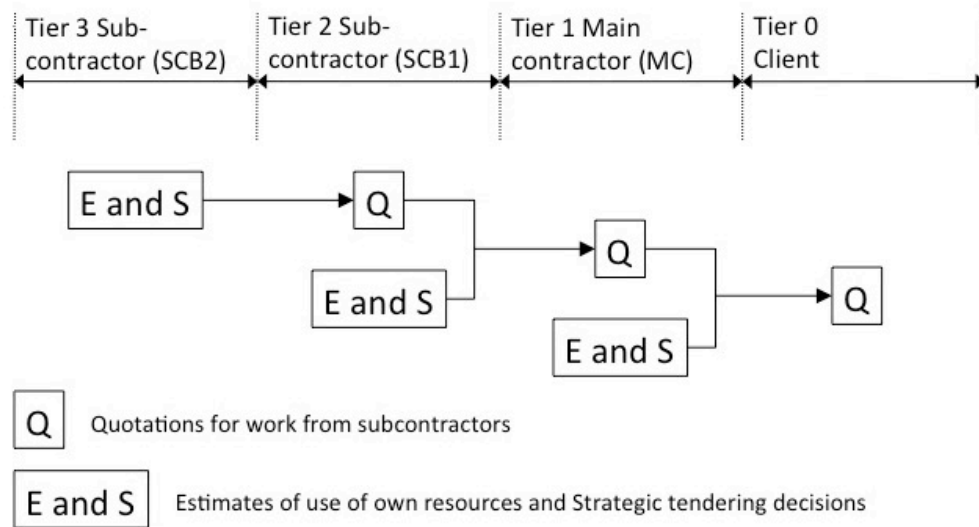 Tier 3 Sub-
contractor (SCB2)
Tier 2 Sub-
contractor (SCB1)
Tier 1 Main
contractor (MC)
Tier 0
Client
E and S
Q
E and S
Q
E and S
Q
Q
Quotations for work from subcontractors
E and S
Estimates of use of own resources and Strategic tendering decisions